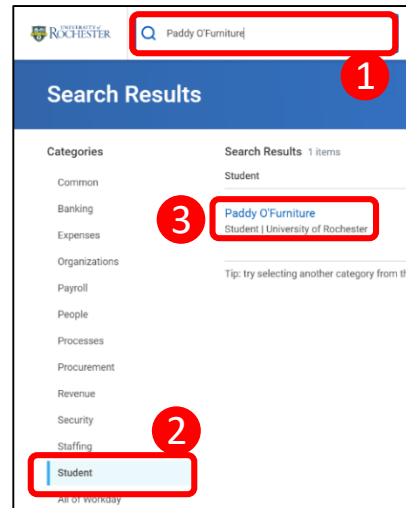 UNIVERSITY of
ROCHESTER
Paddy O'Furniture
1
Search Results
Categories
Common
Banking
Expenses
Organizations
Payroll
People
Processes
Procurement
Revenue
Security
Staffing
2
Student
All of Workday
Search Results 1 items
Student
3
Paddy O'Furniture
Student | University of Rochester
Tip: try selecting another category from